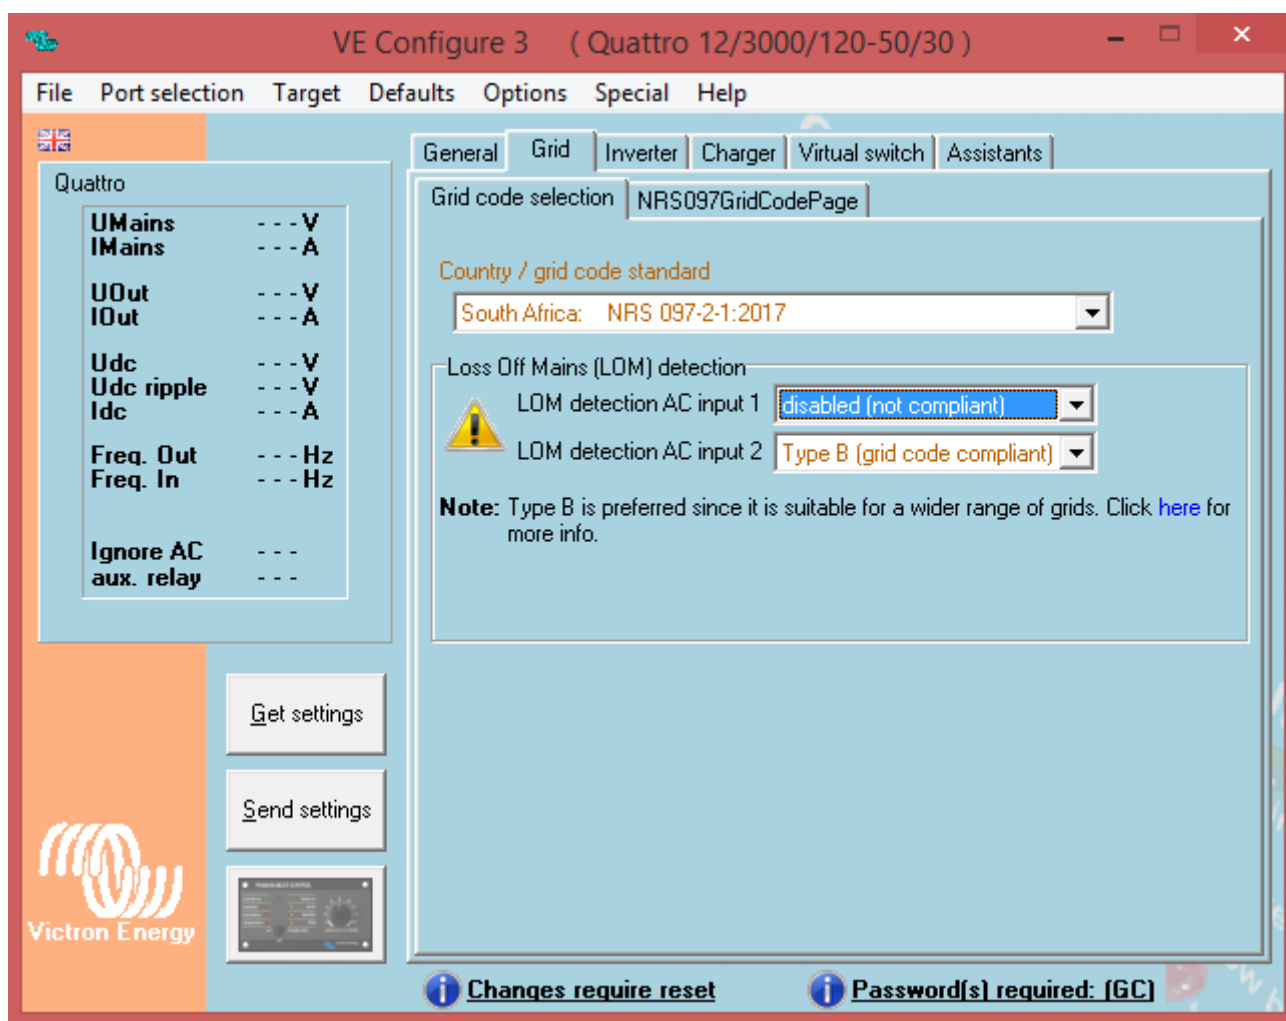 VE Configure 3 ( Quattro 12/3000/120-50/30 )
File Port selection Target Defaults Options Special Help
General Grid Inverter Charger Virtual switch Assistants
Grid code selection NRS097GridCodePage
Quattro
UMains - - - V
IMains - - - A
UOut - - - V
IOut - - - A
Udc - - - V
Udc ripple - - - V
Idc - - - A
Freq. Out - - - Hz
Freq. In - - - Hz
Ignore AC - - -
aux. relay - - -
Country / grid code standard
South Africa: NRS 097-2-1:2017
Loss Off Mains (LOM) detection
LOM detection AC input 1 disabled (not compliant)
LOM detection AC input 2 Type B (grid code compliant)
Note: Type B is preferred since it is suitable for a wider range of grids. Click here for
more info.
Get settings
Send settings
Victron Energy
Changes require reset
Password(s) required: (GC)